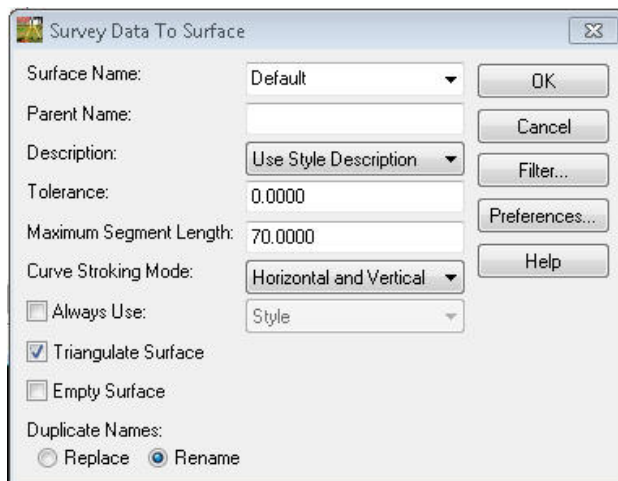 Survey Data To Surface
Surface Name: Default OK
Parent Name: Cancel
Description: Use Style Description Filter...
Tolerance: 0.0000 Preferences...
Maximum Segment Length: 70.0000 Help
Curve Stroking Mode: Horizontal and Vertical
Always Use: Style
Triangulate Surface
Empty Surface
Duplicate Names:
Replace Rename